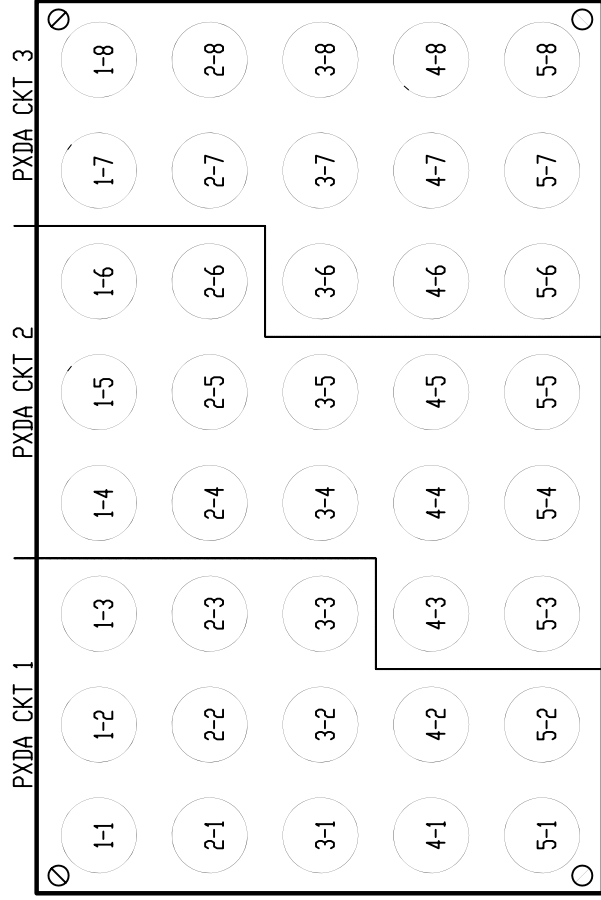 PXDA CKT 1 PXDA CKT 2 PXDA CKT 3
1-1 1-2 1-3 1-4 1-5 1-6 1-7 1-8
2-1 2-2 2-3 2-4 2-5 2-6 2-7 2-8
3-1 3-2 3-3 3-4 3-5 3-6 3-7 3-8
4-1 4-2 4-3 4-4 4-5 4-6 4-7 4-8
5-1 5-2 5-3 5-4 5-5 5-6 5-7 5-8